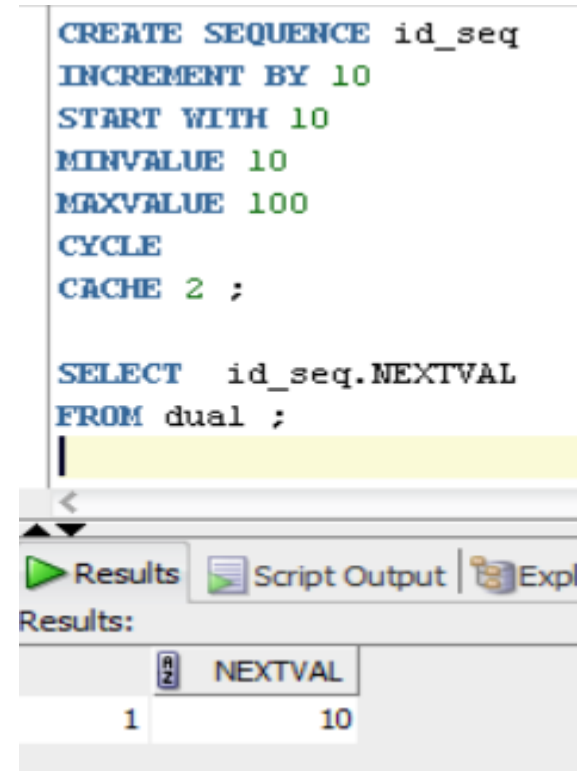 CREATE SEQUENCE id_seq
INCREMENT BY 10
START WITH 10
MINVALUE 10
MAXVALUE 100
CYCLE
CACHE 2 ;
SELECT  id_seq.NEXTVAL
FROM dual ;
Results Script Output Expl
Results:
NEXTVAL
1 10